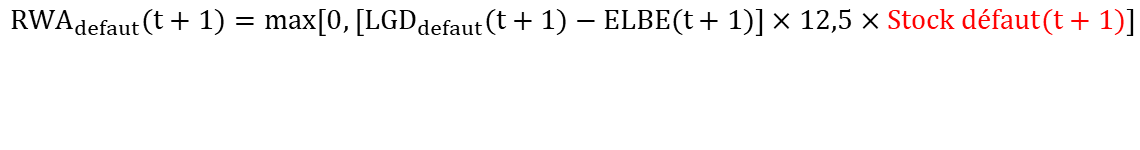 RWA_defaut(t + 1) = max[0, [LGD_defaut(t + 1) − ELBE(t + 1)] × 12,5 × Stock défaut(t + 1)]